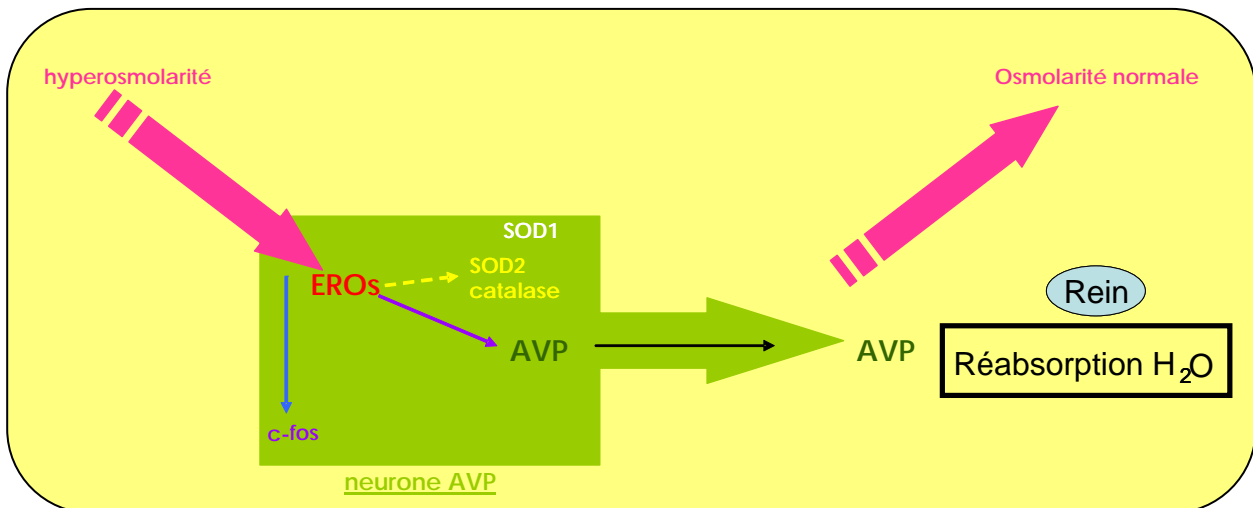 hyperosmolarité
Osmolarité normale
SOD1
EROs
SOD2
catalase
Rein
AVP
AVP
Réabsorption H₂O
c-fos
neurone AVP